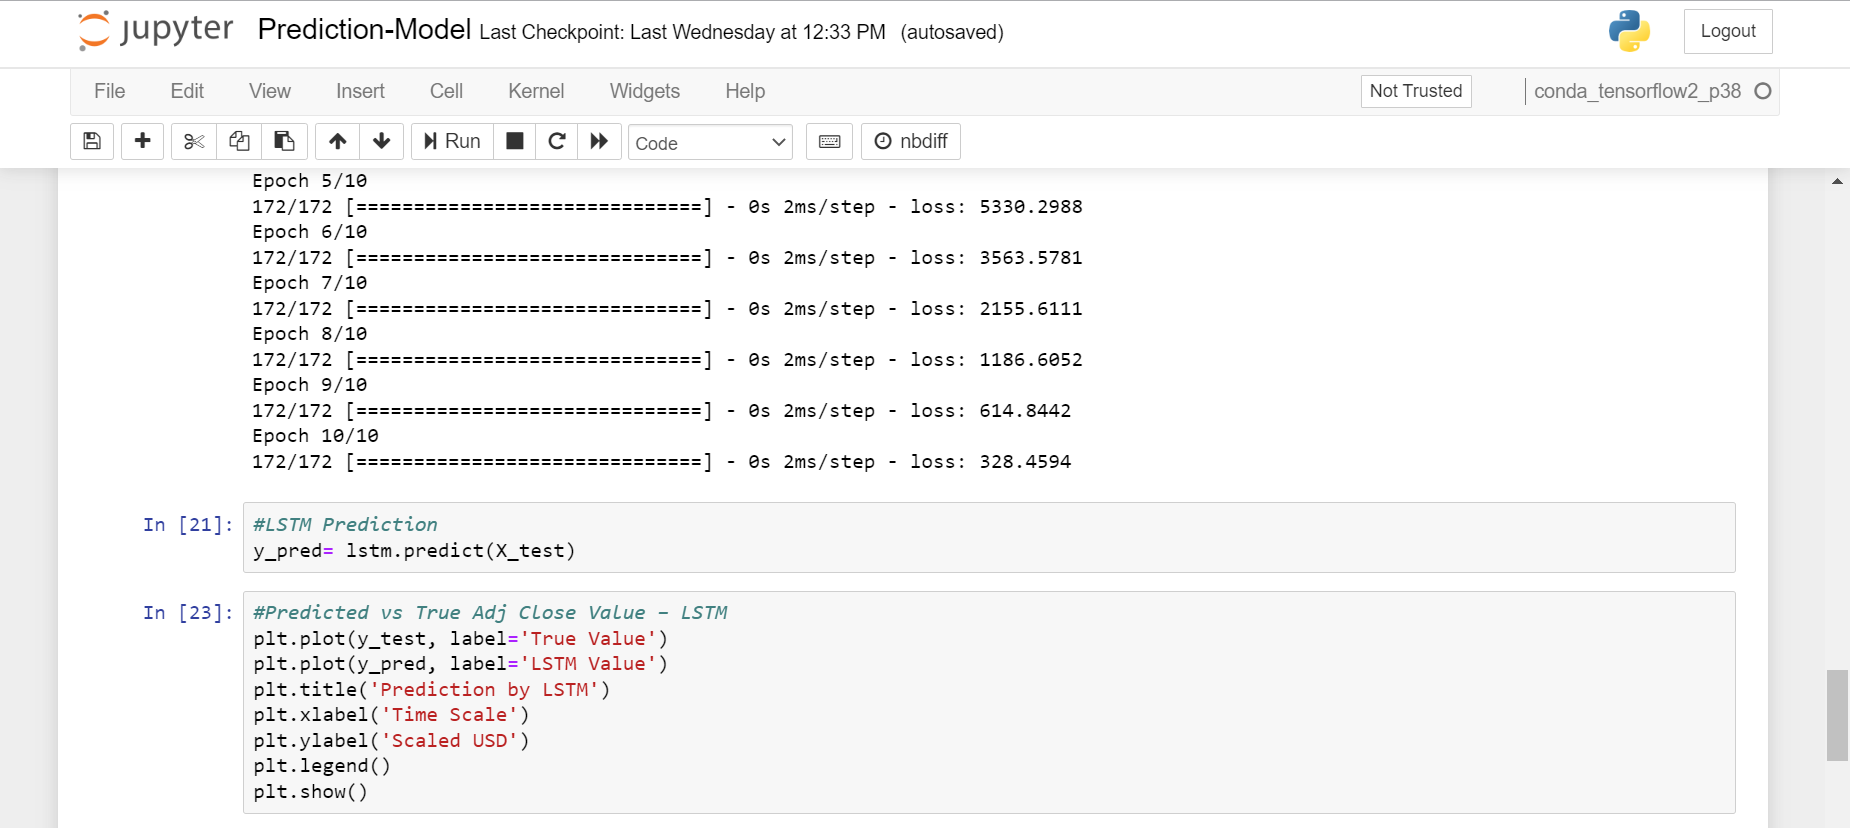 jupyter Prediction-Model Last Checkpoint: Last Wednesday at 12:33 PM (autosaved) Logout
File Edit View Insert Cell Kernel Widgets Help Not Trusted conda_tensorflow2_p38
Run Code nbdiff
Epoch 5/10
172/172 [==============================] - 0s 2ms/step - loss: 5330.2988
Epoch 6/10
172/172 [==============================] - 0s 2ms/step - loss: 3563.5781
Epoch 7/10
172/172 [==============================] - 0s 2ms/step - loss: 2155.6111
Epoch 8/10
172/172 [==============================] - 0s 2ms/step - loss: 1186.6052
Epoch 9/10
172/172 [==============================] - 0s 2ms/step - loss: 614.8442
Epoch 10/10
172/172 [==============================] - 0s 2ms/step - loss: 328.4594
In [21]: #LSTM Prediction
y_pred= lstm.predict(X_test)
In [23]: #Predicted vs True Adj Close Value – LSTM
plt.plot(y_test, label='True Value')
plt.plot(y_pred, label='LSTM Value')
plt.title('Prediction by LSTM')
plt.xlabel('Time Scale')
plt.ylabel('Scaled USD')
plt.legend()
plt.show()